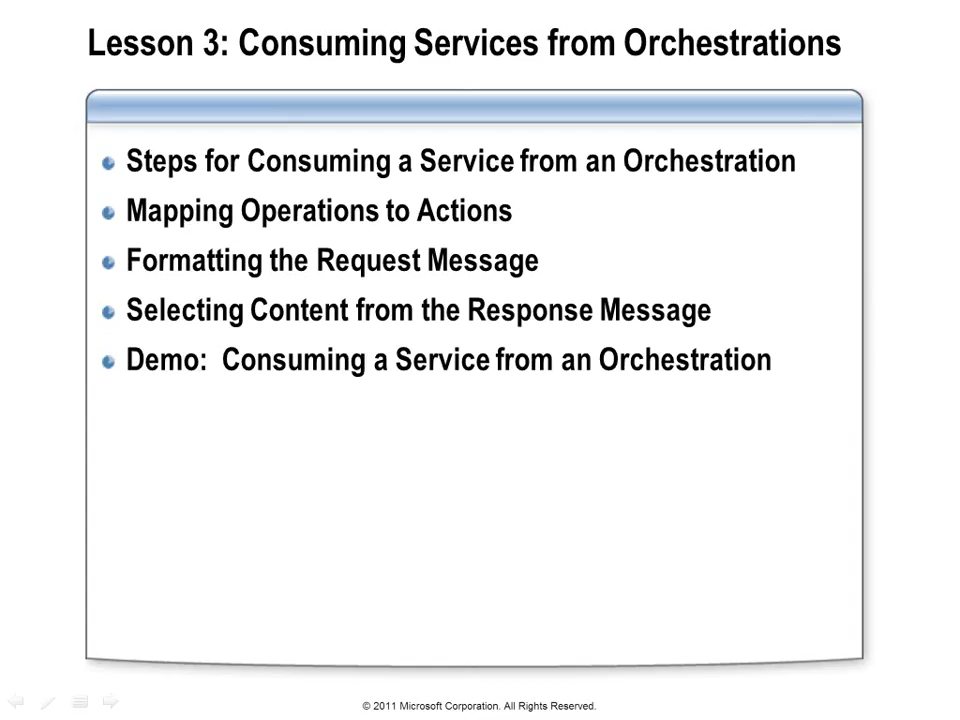 Lesson 3: Consuming Services from Orchestrations
Steps for Consuming a Service from an Orchestration
Mapping Operations to Actions
Formatting the Request Message
Selecting Content from the Response Message
Demo:  Consuming a Service from an Orchestration
© 2011 Microsoft Corporation. All Rights Reserved.